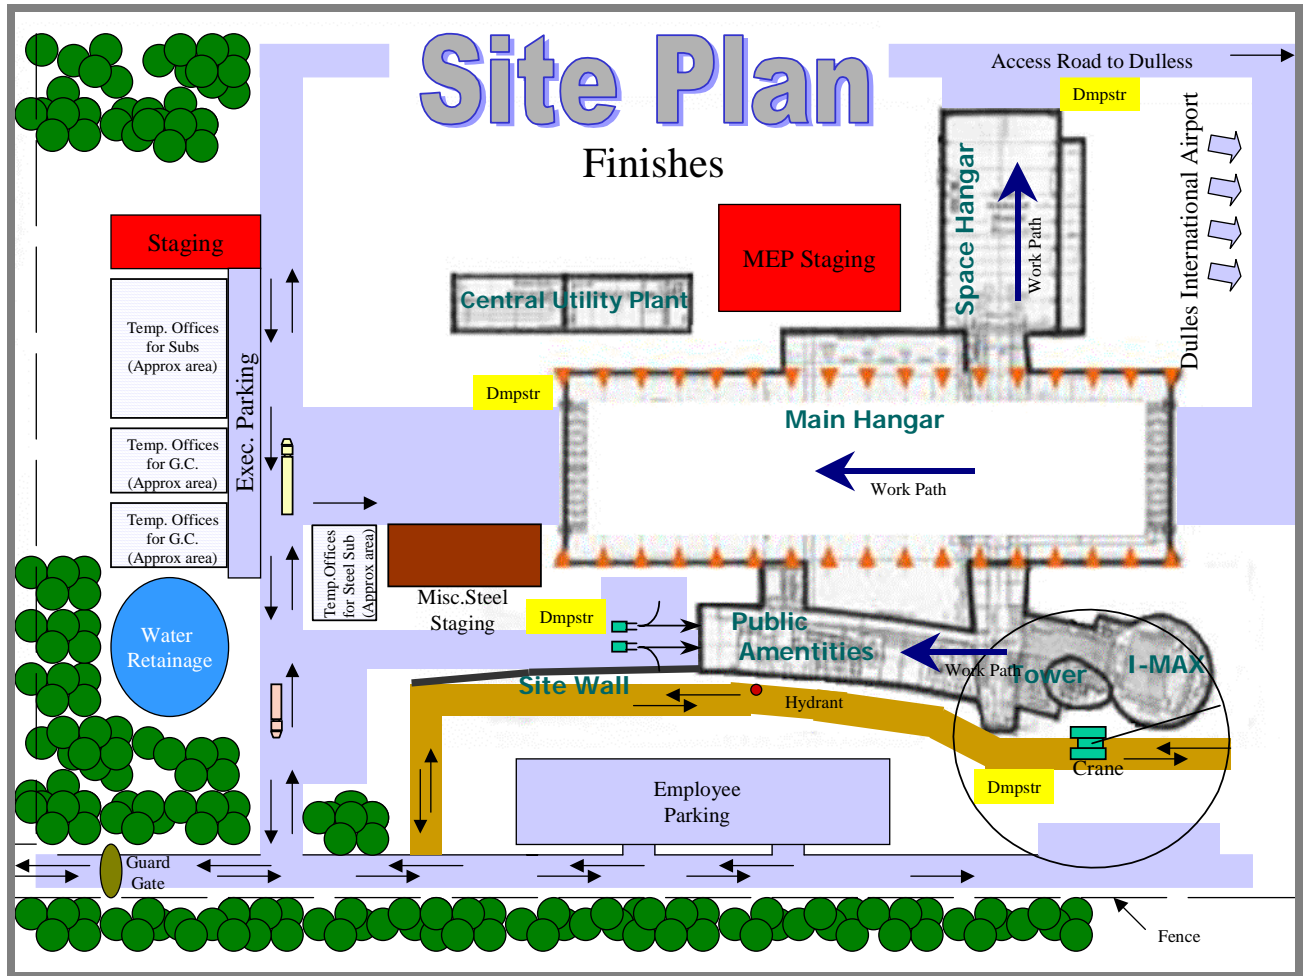 Site Plan
Finishes
Access Road to Dulless
Dmpstr
Dulles International Airport
Space Hangar
Work Path
Staging
MEP Staging
Central Utility Plant
Temp. Offices
for Subs
(Approx area)
Exec. Parking
Dmpstr
Main Hangar
Work Path
Temp. Offices
for G.C.
(Approx area)
Temp. Offices
for G.C.
(Approx area)
Temp.Offices
for Steel Sub
(Approx area)
Misc.Steel
Staging
Dmpstr
Water
Retainage
Public
Amentities
Work Path
Tower
I-MAX
Site Wall
Hydrant
Crane
Dmpstr
Employee
Parking
Guard
Gate
Fence